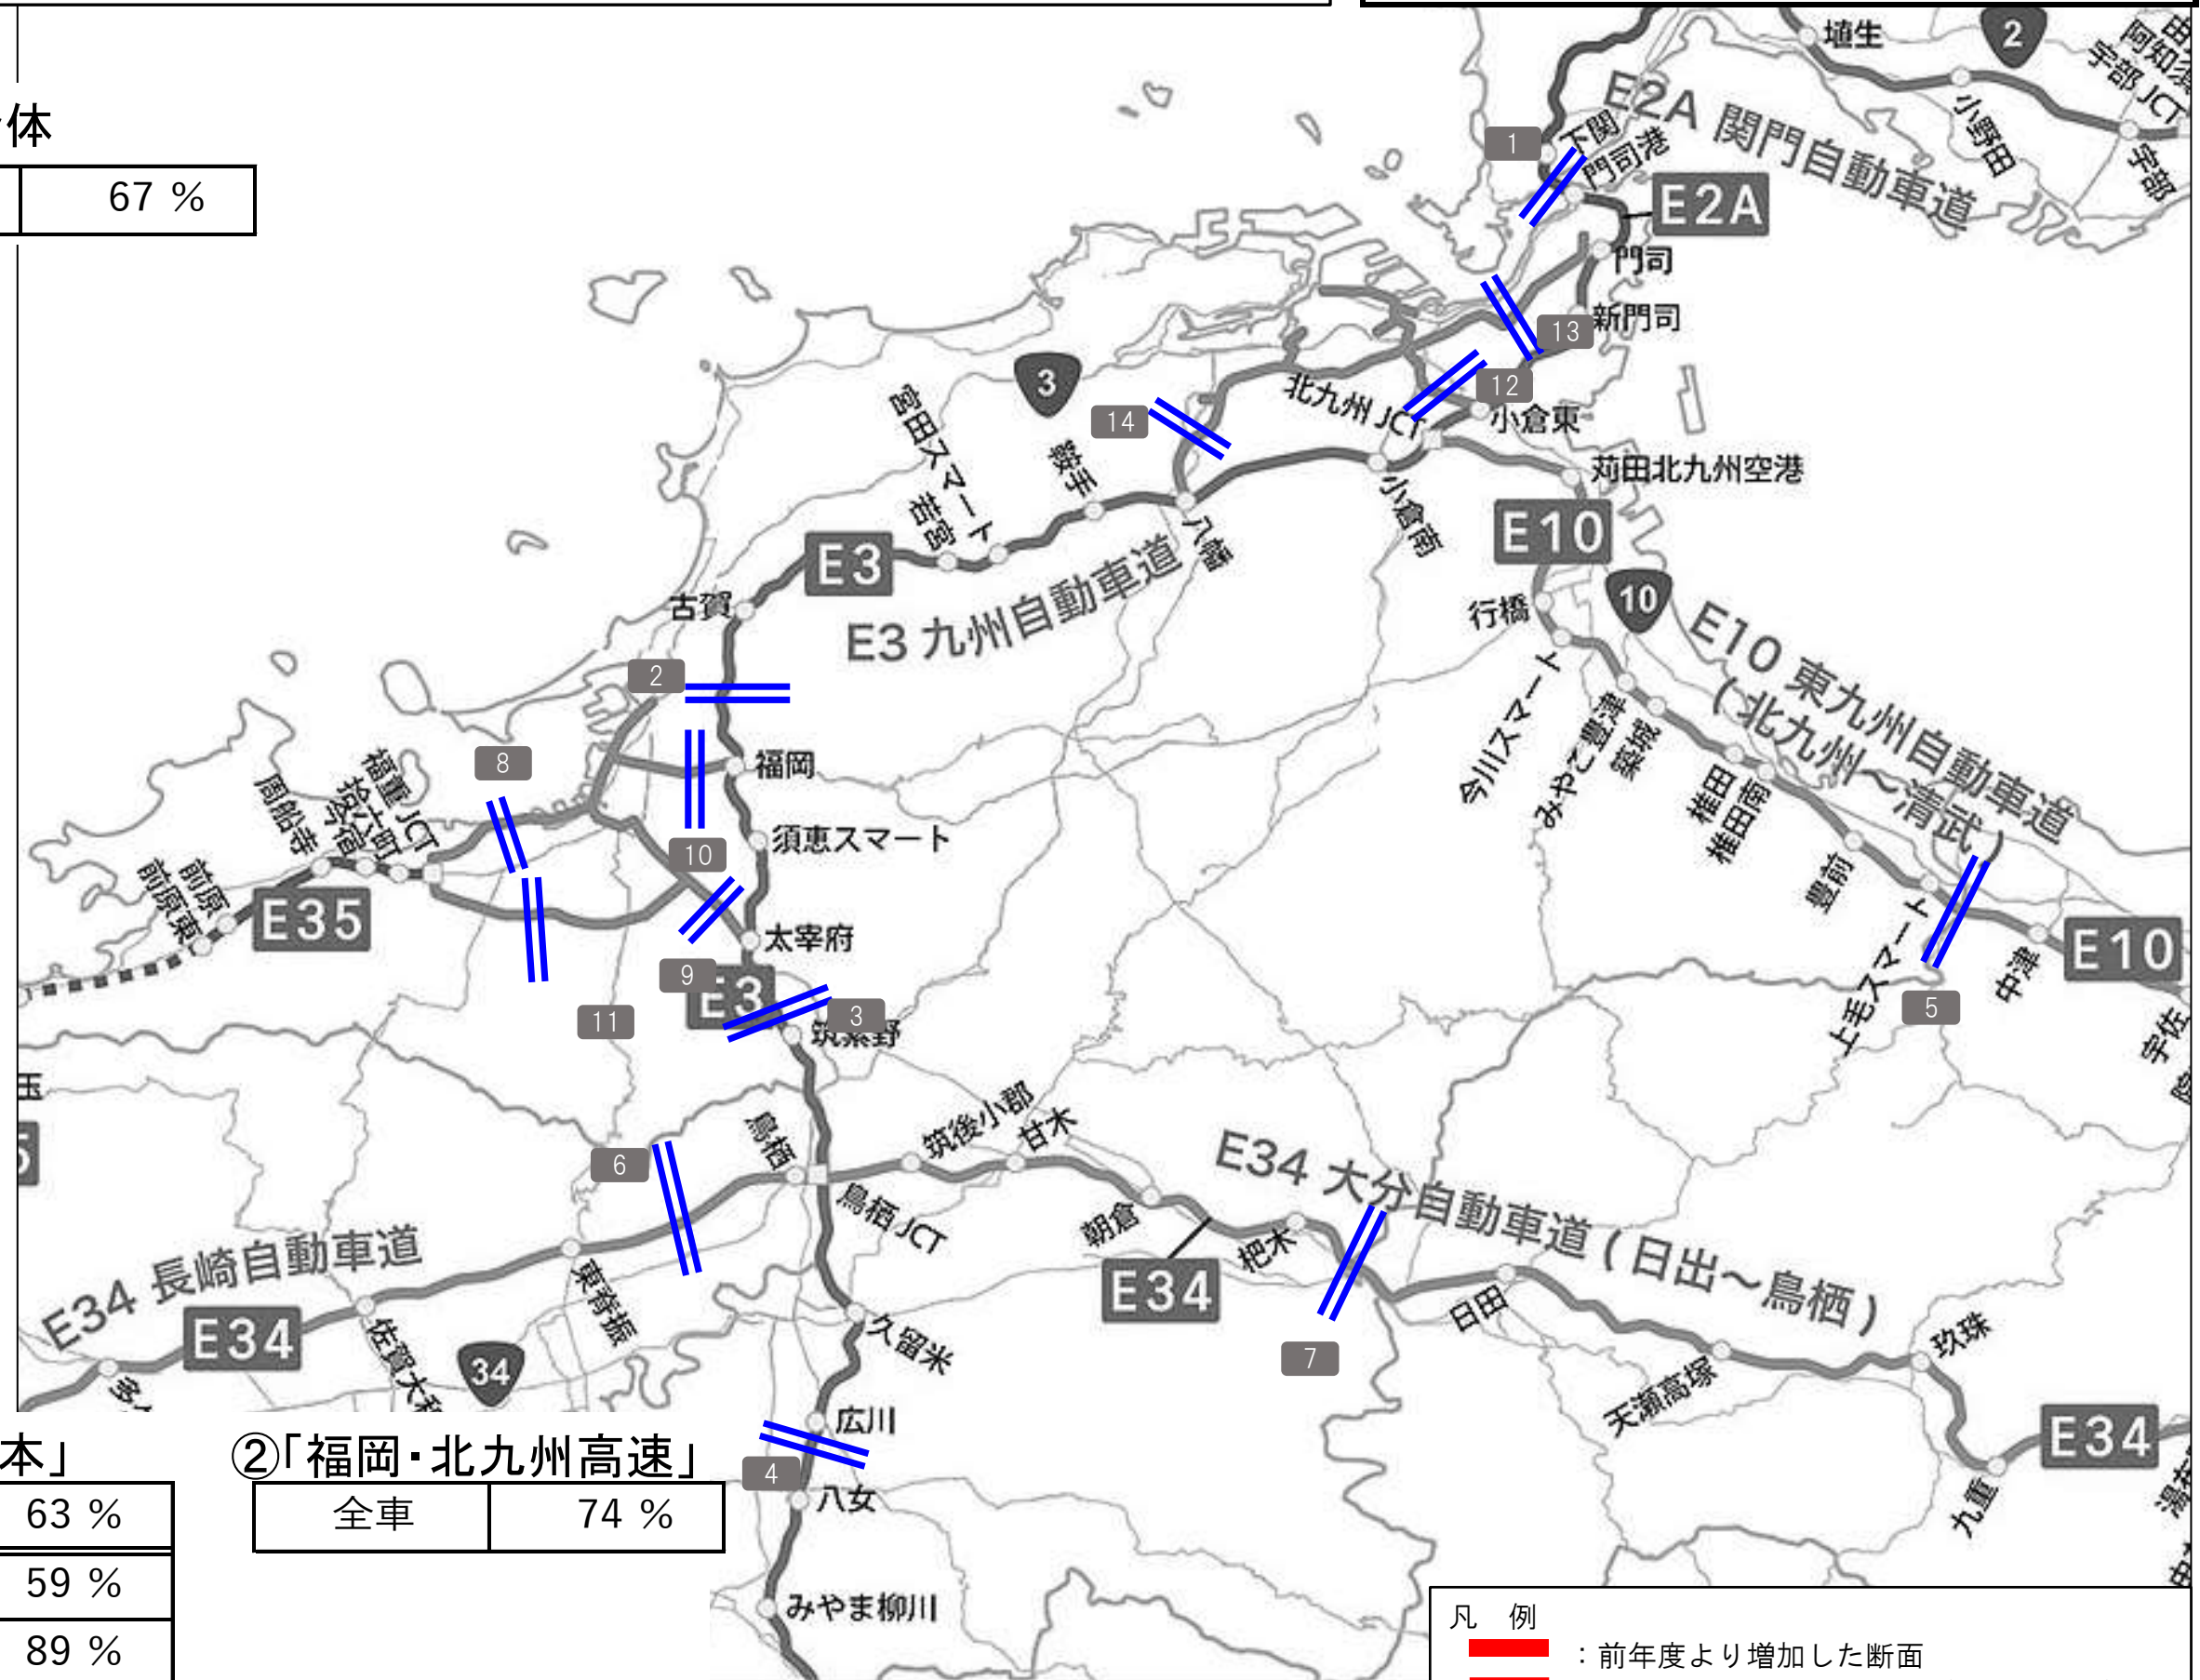 体
67 %
埴生
2
宇部 JCT
小野田
宇部
E2A 関門自動車道
1
下関
門司港
E2A
門司
新門司
13
12
3
14
北九州 JCT
小倉東
苅田北九州空港
宮田スマート
若宮
鞍手
八幡
小倉南
E10
E3
E3 九州自動車道
古賀
行橋
10
E10 東九州自動車道
(北九州～清武)
今川スマート
みやこ豊津
築城
椎田
椎田南
豊前
上毛スマート
中津
E10
5
宇佐
2
8
福岡
福重 JCT
拾六町
今宿
周船寺
前原
前原東
E35
10
須恵スマート
太宰府
9
E3
3
筑紫野
11
6
鳥栖
鳥栖 JCT
筑後小郡
甘木
朝倉
杷木
E34
E34 大分自動車道 (日出～鳥栖)
7
日田
天瀬高塚
玖珠
九重
E34
E34 長崎自動車道
E34
東脊振
佐賀大和
34
久留米
広川
4
八女
みやま柳川
本」
63 %
59 %
89 %
②「福岡・北九州高速」
全車
74 %
凡 例
：前年度より増加した断面